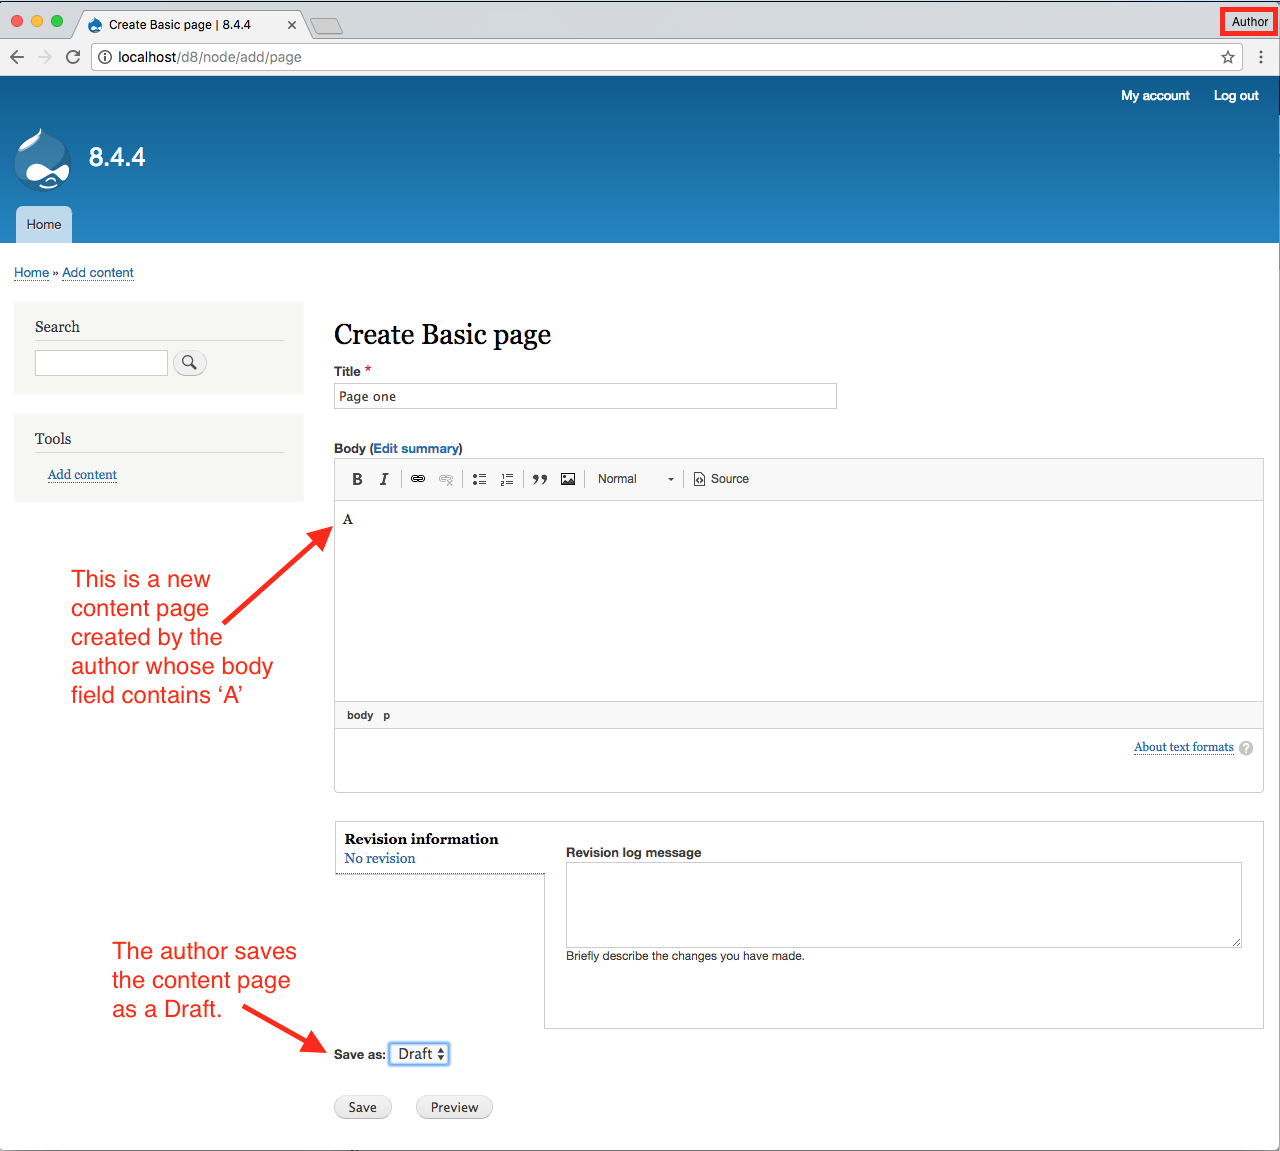 Create Basic page | 8.4.4
Author
localhost/d8/node/add/page
My account Log out
8.4.4
Home
Home » Add content
Search
Tools
Add content
Create Basic page
Title *
Page one
Body (Edit summary)
B I Normal Source
A
This is a new
content page
created by the
author whose body
field contains ‘A’
body p
About text formats ?
Revision information
No revision
Revision log message
Briefly describe the changes you have made.
The author saves
the content page
as a Draft.
Save as: Draft
Save Preview